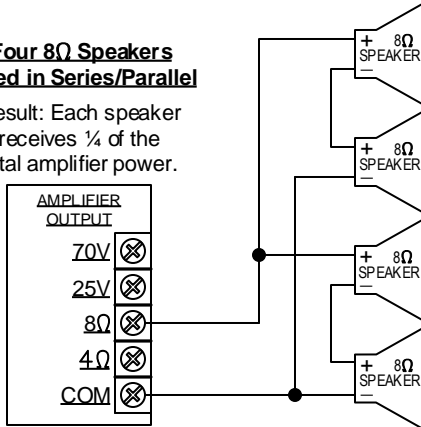 Four 8Ω Speakers
ed in Series/Parallel
esult: Each speaker
receives ¼ of the
tal amplifier power.
AMPLIFIER
OUTPUT
70V
25V
8Ω
4Ω
COM
+ 8Ω
SPEAKER
−
+ 8Ω
SPEAKER
−
+ 8Ω
SPEAKER
−
+ 8Ω
SPEAKER
−